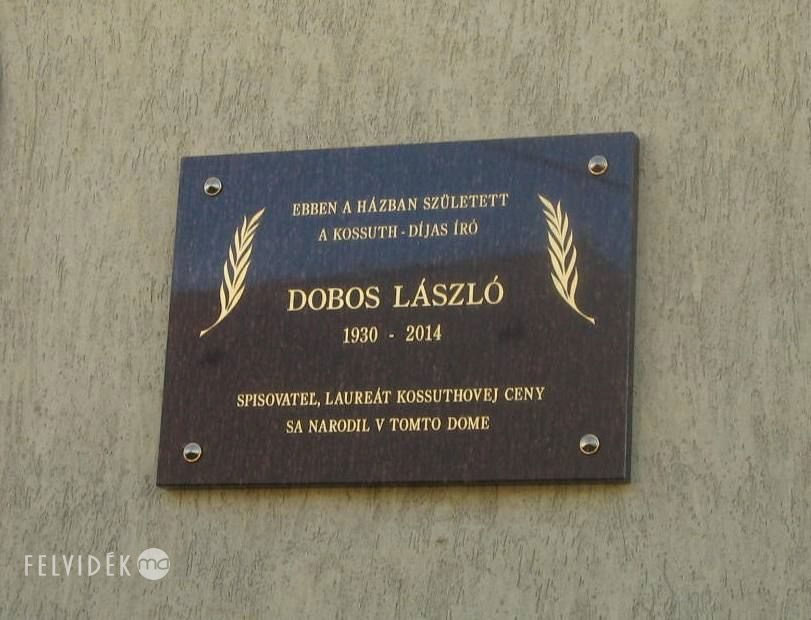 EBBEN A HÁZBAN SZÜLETETT
A KOSSUTH - DÍJAS ÍRÓ
DOBOS LÁSZLÓ
1930 - 2014
SPISOVATEĽ, LAUREÁT KOSSUTHOVEJ CENY
SA NARODIL V TOMTO DOME
FELVIDÉK ma